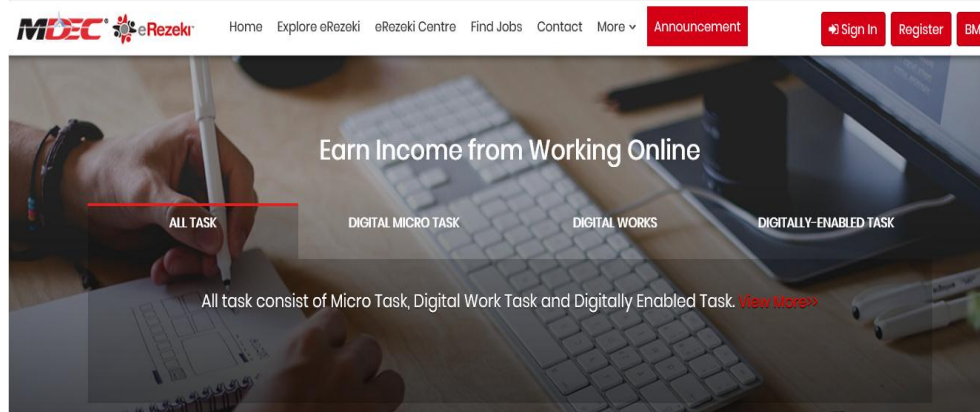 MDEC eRezeki
Home Explore eRezeki eRezeki Centre Find Jobs Contact More Announcement Sign In Register BM
Earn Income from Working Online
ALL TASK DIGITAL MICRO TASK DIGITAL WORKS DIGITALLY-ENABLED TASK
All task consist of Micro Task, Digital Work Task and Digitally Enabled Task. View More>>